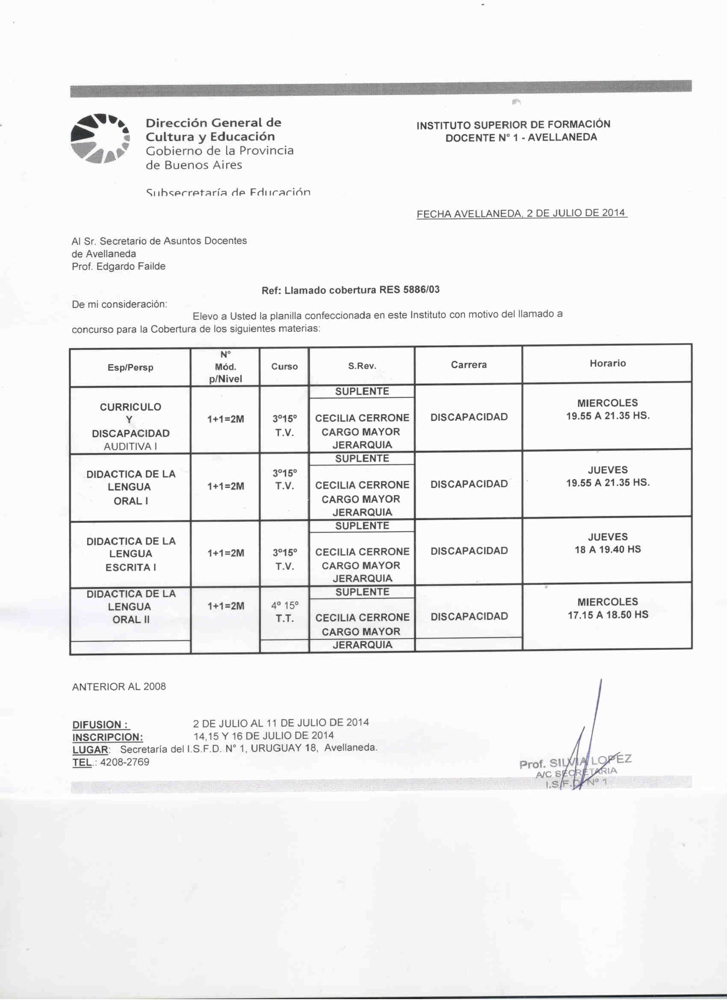 Dirección General de
Cultura y Educación
Gobierno de la Provincia
de Buenos Aires
Subsecretaría de Educación
INSTITUTO SUPERIOR DE FORMACIÓN
DOCENTE N° 1 - AVELLANEDA
FECHA AVELLANEDA, 2 DE JULIO DE 2014
Al Sr. Secretario de Asuntos Docentes
de Avellaneda
Prof. Edgardo Failde
Ref: Llamado cobertura RES 5886/03
De mi consideración:
Elevo a Usted la planilla confeccionada en este Instituto con motivo del llamado a
concurso para la Cobertura de los siguientes materias:
Esp/Persp
N°
Mód.
p/Nivel
Curso
S.Rev.
Carrera
Horario
CURRICULO
Y
DISCAPACIDAD
AUDITIVA I
1+1=2M
3º15º
T.V.
SUPLENTE
CECILIA CERRONE
CARGO MAYOR
JERARQUIA
DISCAPACIDAD
MIERCOLES
19.55 A 21.35 HS.
DIDACTICA DE LA
LENGUA
ORAL I
1+1=2M
3º15º
T.V.
SUPLENTE
CECILIA CERRONE
CARGO MAYOR
JERARQUIA
DISCAPACIDAD
JUEVES
19.55 A 21.35 HS.
DIDACTICA DE LA
LENGUA
ESCRITA I
1+1=2M
3º15º
T.V.
SUPLENTE
CECILIA CERRONE
CARGO MAYOR
JERARQUIA
DISCAPACIDAD
JUEVES
18 A 19.40 HS
DIDACTICA DE LA
LENGUA
ORAL II
1+1=2M
4º 15º
T.T.
SUPLENTE
CECILIA CERRONE
CARGO MAYOR
JERARQUIA
DISCAPACIDAD
MIERCOLES
17.15 A 18.50 HS
ANTERIOR AL 2008
DIFUSION : 2 DE JULIO AL 11 DE JULIO DE 2014
INSCRIPCION: 14,15 Y 16 DE JULIO DE 2014
LUGAR: Secretaría del I.S.F.D. N° 1, URUGUAY 18, Avellaneda.
TEL.: 4208-2769
Prof. SILVIA LOPEZ
A/C SECRETARIA
I.S.F.D. Nº 1